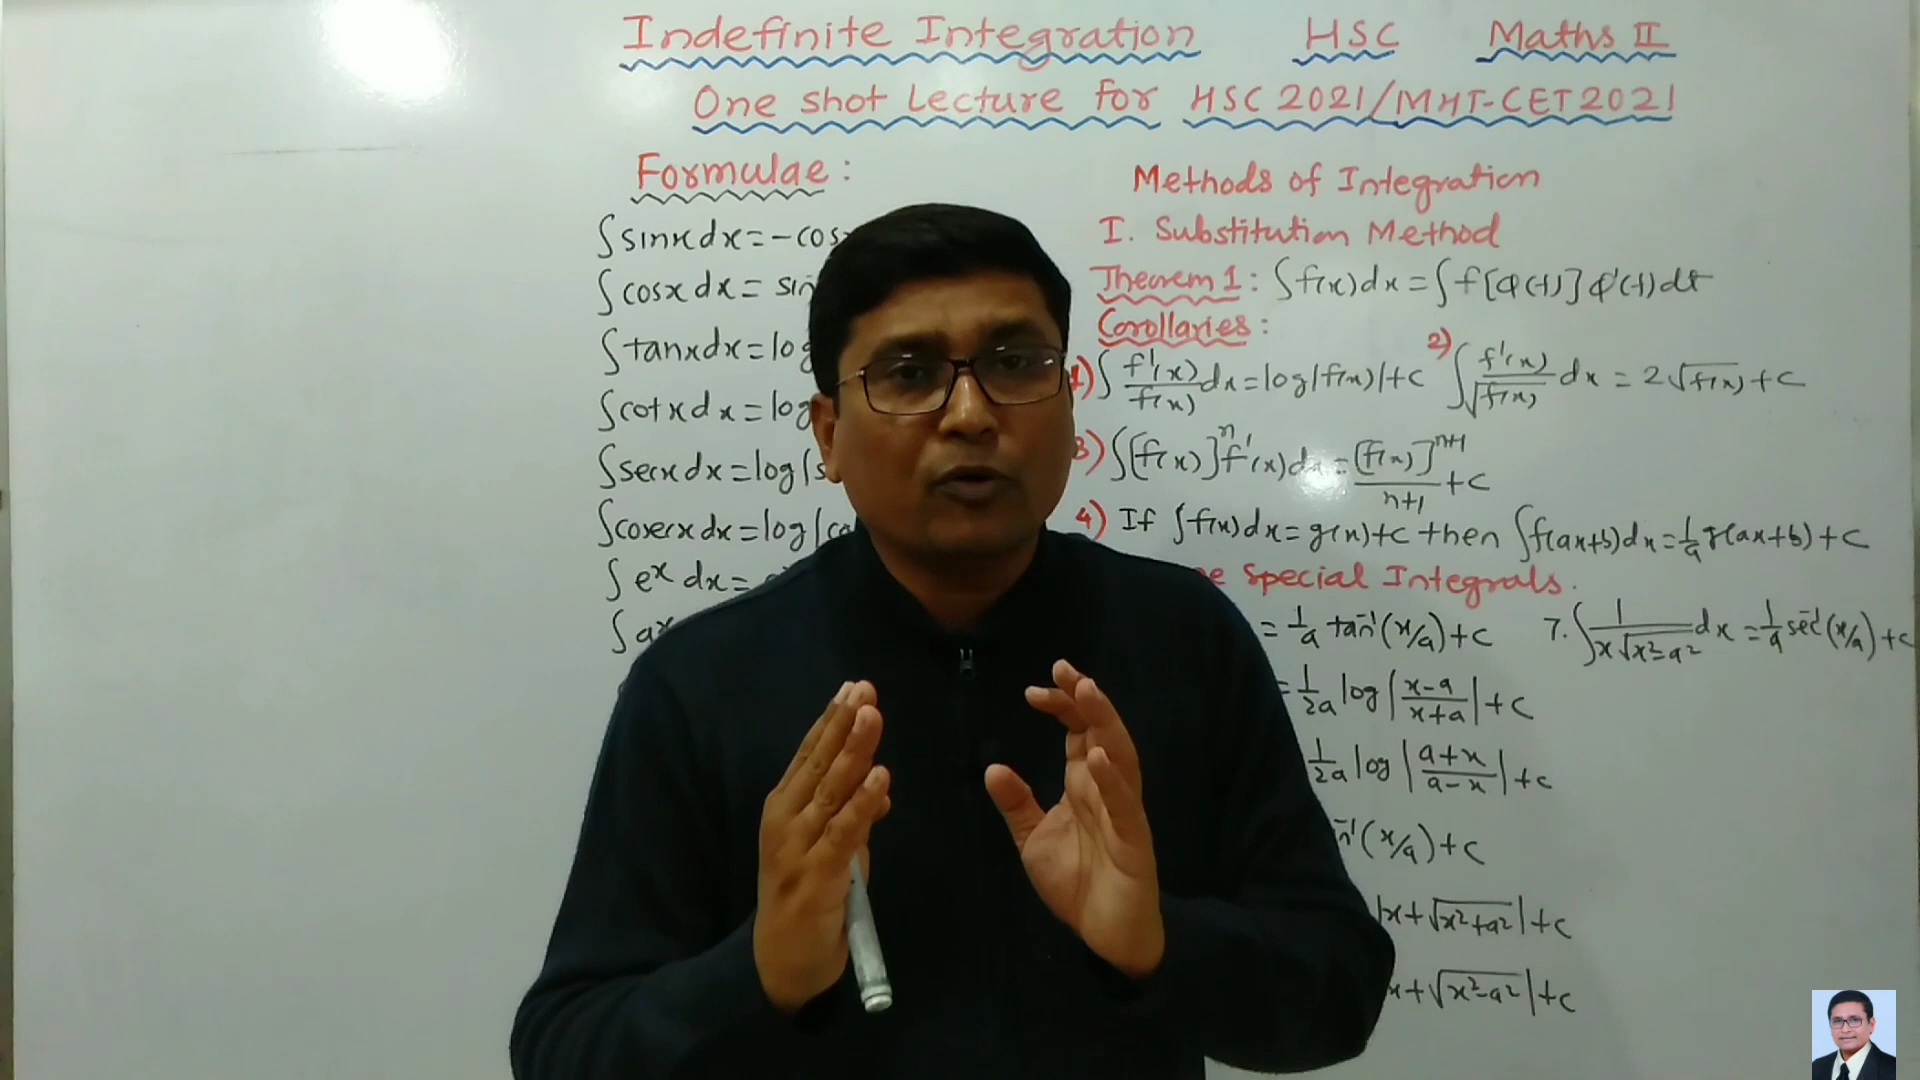 Indefinite Integration HSC Maths II
One shot Lecture for HSC 2021/MHT-CET 2021
Formulae :
∫sinx dx = -cos
∫cosx dx = sin
∫tanx dx = log
∫cotx dx = log
∫secx dx = log|s
∫cosecx dx = log|co
∫e^x dx =
∫a^x
Methods of Integration
I. Substitution Method
Theorem 1 : ∫f(x)dx = ∫f[φ(t)] φ'(t)dt
Corollaries :
1) ∫ f'(x)/f(x) dx = log|f(x)|+c 2) ∫ f'(x)/√f(x) dx = 2√f(x) + c
3) ∫[f(x)]^n f'(x)dx = [f(x)]^(n+1)/(n+1) + c
4) If ∫f(x)dx = g(x)+c then ∫f(ax+b)dx = 1/a g(ax+b)+c
Special Integrals.
= 1/a tan⁻¹(x/a)+c 7. ∫ 1/(x√(x²-a²)) dx = 1/a sec⁻¹(x/a)+c
= 1/2a log|(x-a)/(x+a)|+c
1/2a log|(a+x)/(a-x)|+c
n⁻¹(x/a)+c
|x+√(x²+a²)|+c
x+√(x²-a²)|+c